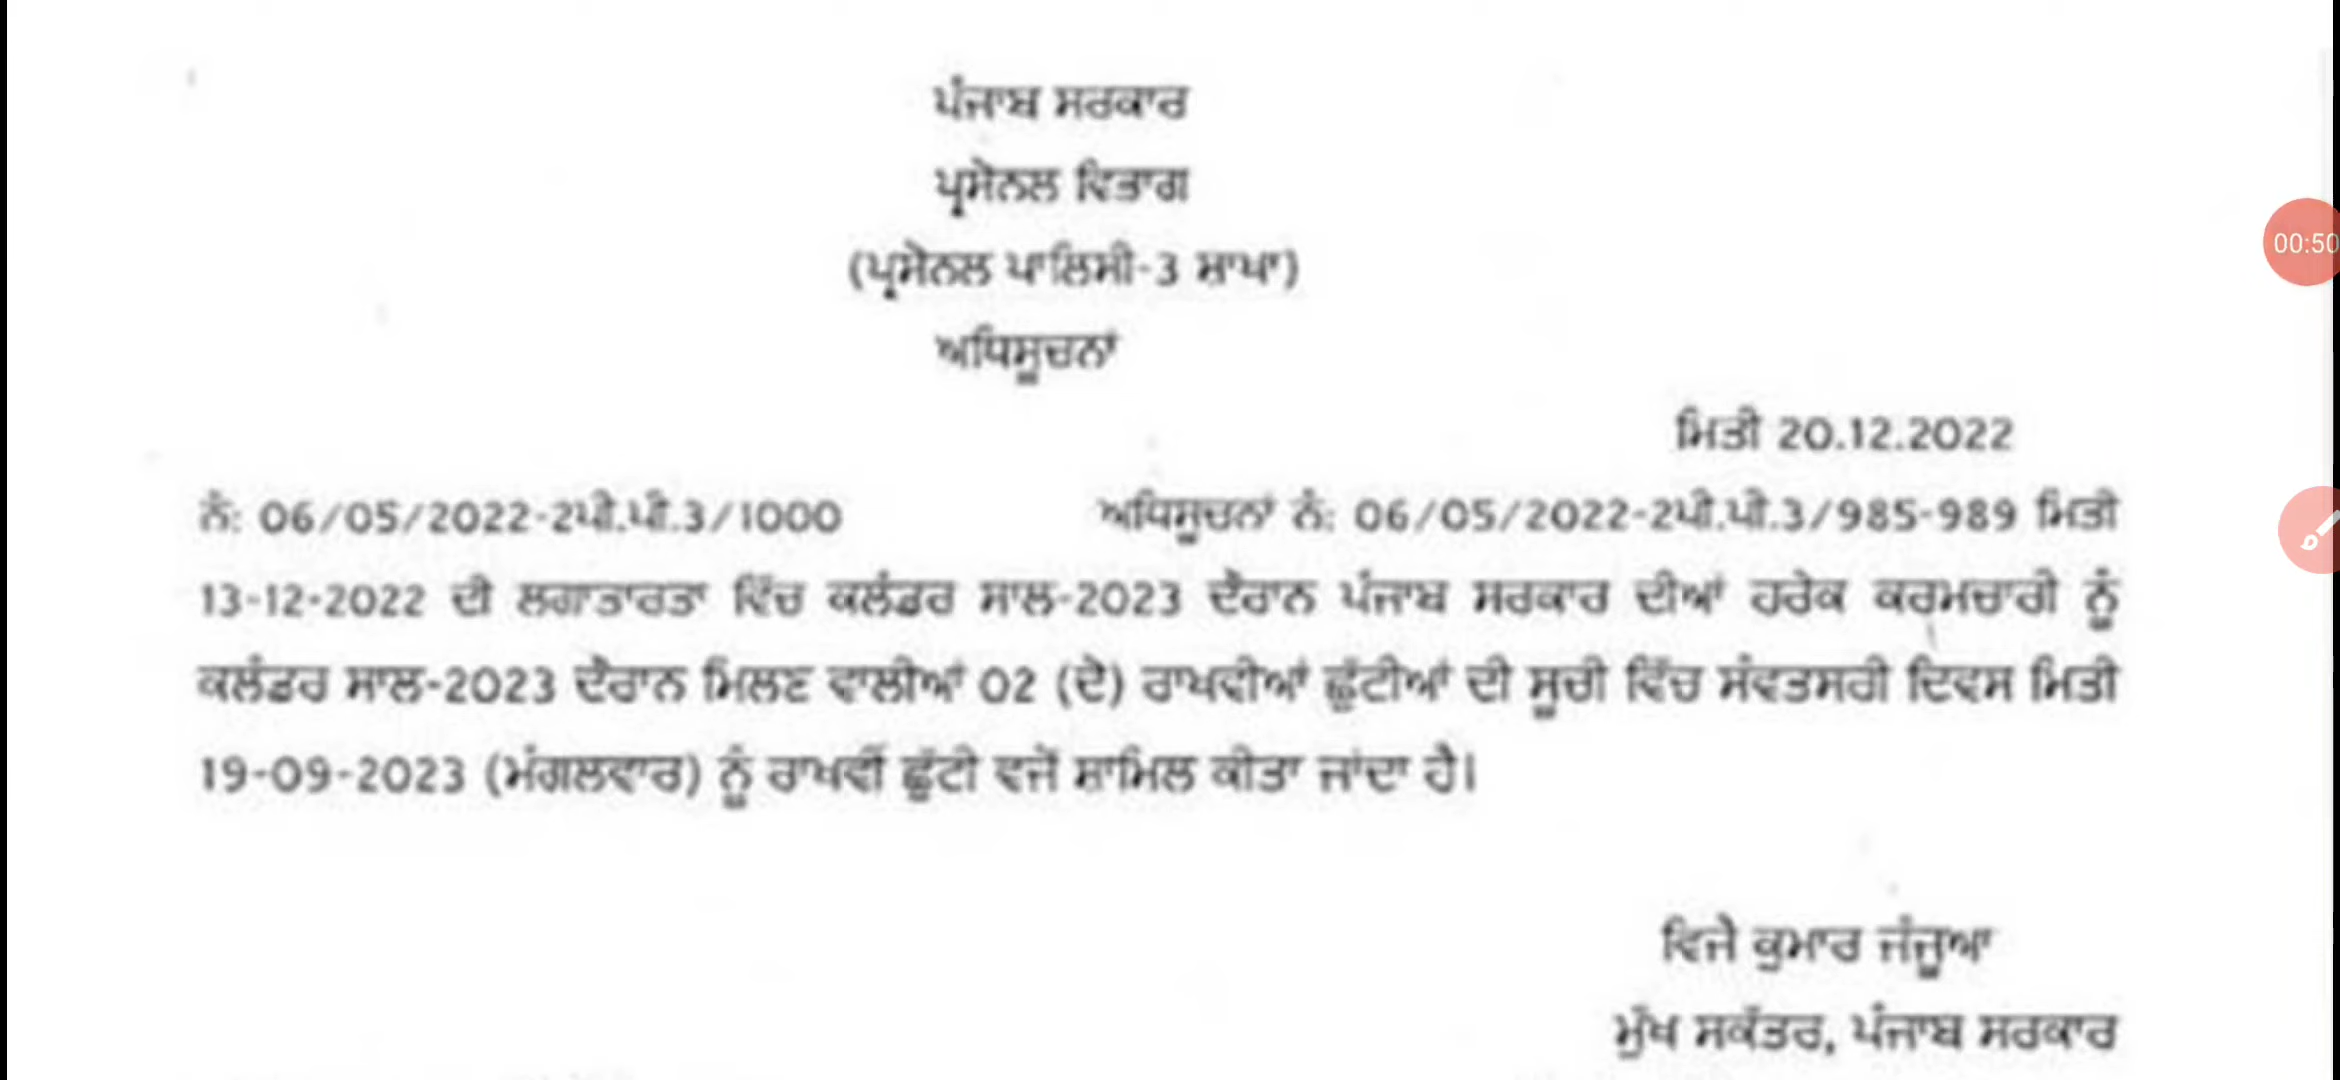 ਪੰਜਾਬ ਸਰਕਾਰ
ਪ੍ਰਸੋਨਲ ਵਿਭਾਗ
(ਪ੍ਰਸੋਨਲ ਪਾਲਿਸੀ-3 ਸ਼ਾਖਾ)
ਅਧਿਸੂਚਨਾਂ
ਮਿਤੀ 20.12.2022
ਨੰ: 06/05/2022-2ਪੀ.ਪੀ.3/1000 ਅਧਿਸੂਚਨਾਂ ਨੰ: 06/05/2022-2ਪੀ.ਪੀ.3/985-989 ਮਿਤੀ
13-12-2022 ਦੀ ਲਗਾਤਾਰਤਾ ਵਿੱਚ ਕਲੰਡਰ ਸਾਲ-2023 ਦੌਰਾਨ ਪੰਜਾਬ ਸਰਕਾਰ ਦੀਆਂ ਹਰੇਕ ਕਰਮਚਾਰੀ ਨੂੰ
ਕਲੰਡਰ ਸਾਲ-2023 ਦੌਰਾਨ ਮਿਲਣ ਵਾਲੀਆਂ 02 (ਦੋ) ਰਾਖਵੀਆਂ ਛੁੱਟੀਆਂ ਦੀ ਸੂਚੀ ਵਿੱਚ ਸੰਵਤਸਰੀ ਦਿਵਸ ਮਿਤੀ
19-09-2023 (ਮੰਗਲਵਾਰ) ਨੂੰ ਰਾਖਵੀਂ ਛੁੱਟੀ ਵਜੋਂ ਸ਼ਾਮਿਲ ਕੀਤਾ ਜਾਂਦਾ ਹੈ।
ਵਿਜੈ ਕੁਮਾਰ ਜੰਜੂਆ
ਮੁੱਖ ਸਕੱਤਰ, ਪੰਜਾਬ ਸਰਕਾਰ
00:50